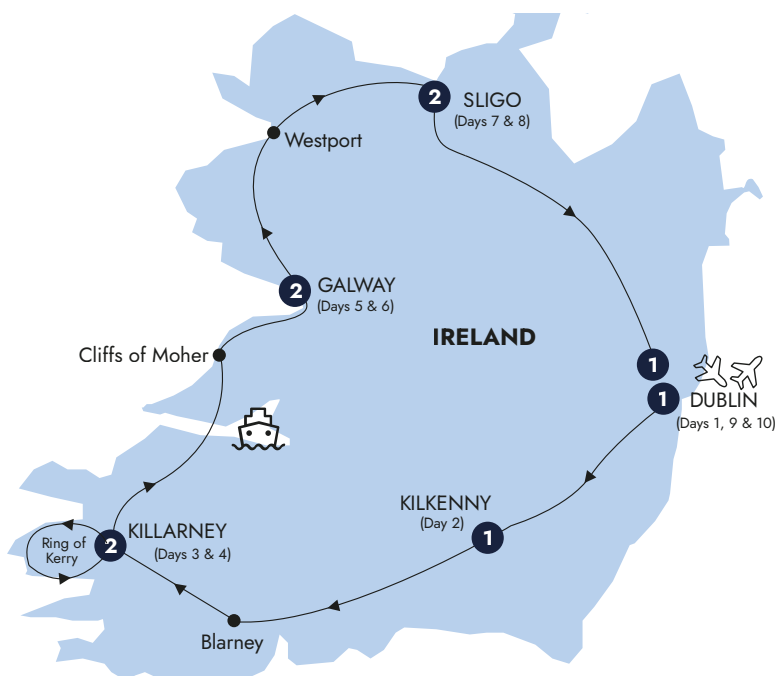 2
SLIGO
(Days 7 & 8)
Westport
2
GALWAY
(Days 5 & 6)
IRELAND
Cliffs of Moher
1
1
DUBLIN
(Days 1, 9 & 10)
KILKENNY
(Day 2)
1
2
KILLARNEY
(Days 3 & 4)
Ring of
Kerry
Blarney